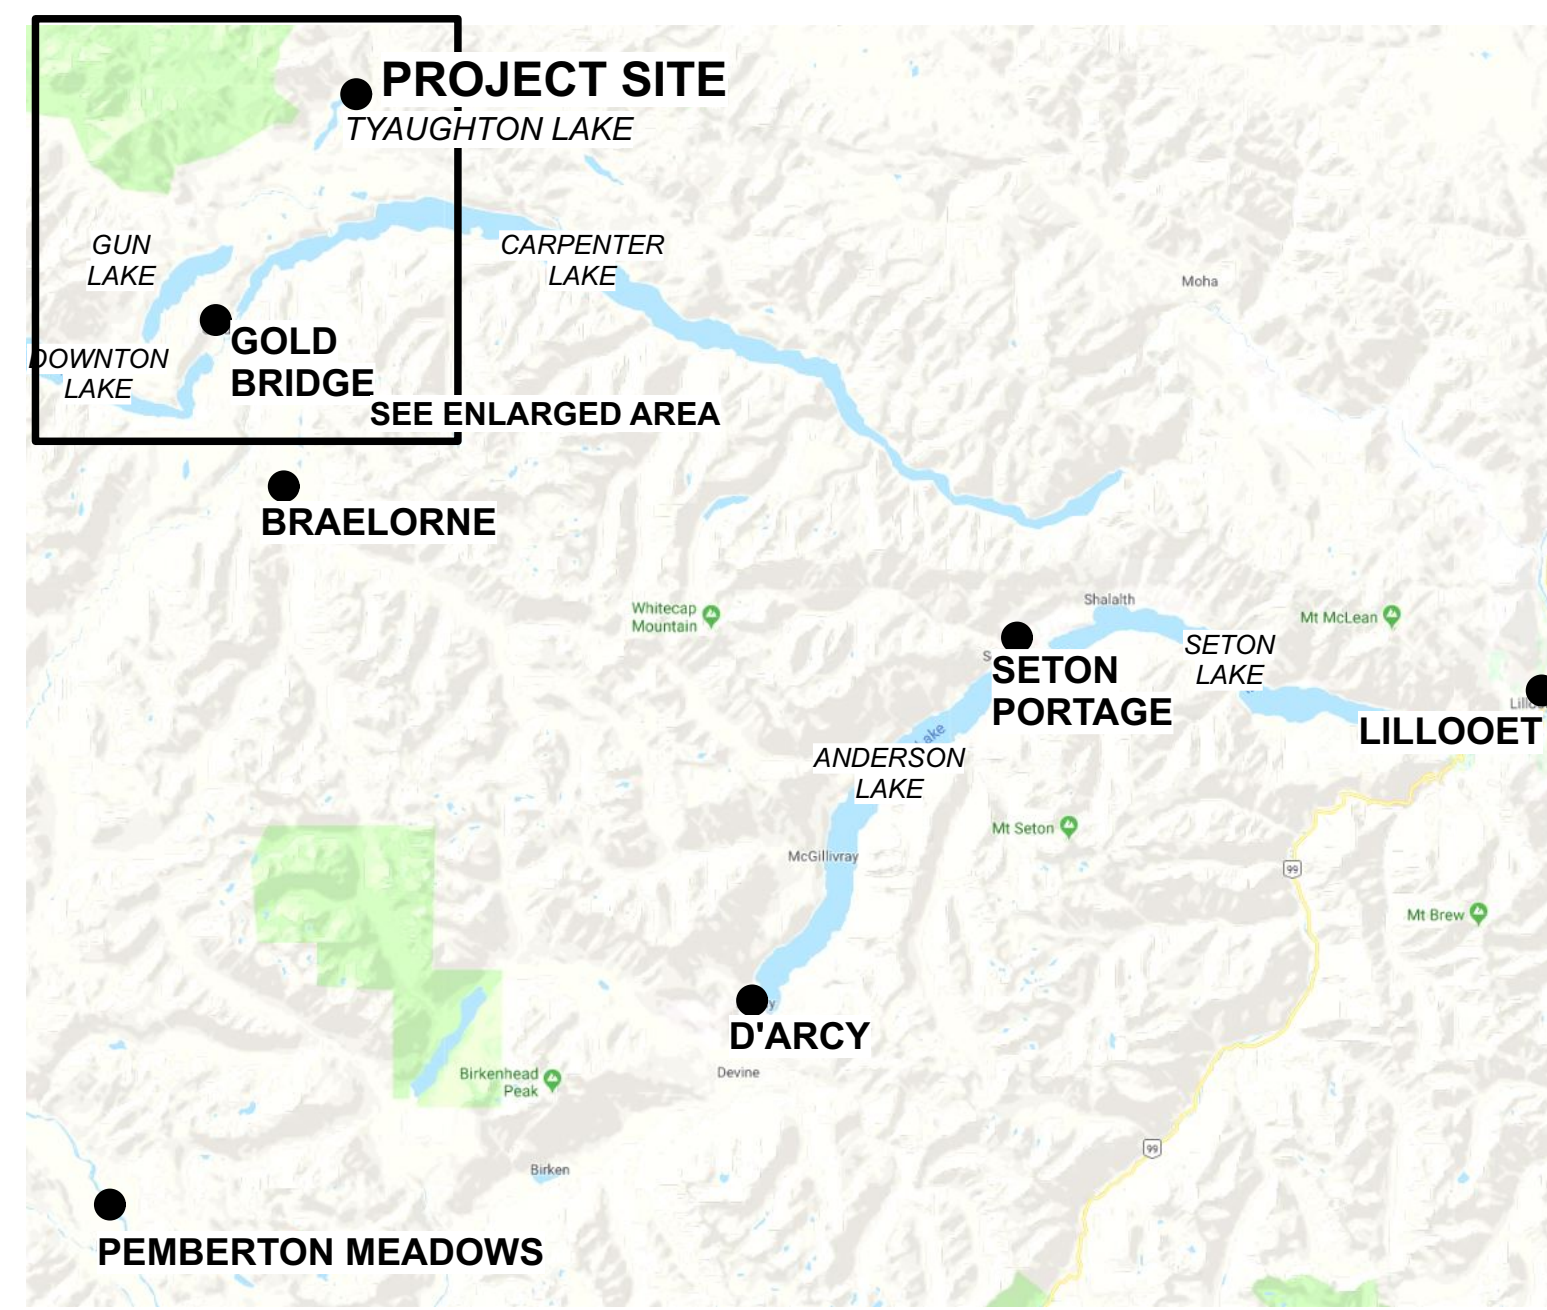 PROJECT SITE
TYAUGHTON LAKE
GUN
LAKE
CARPENTER
LAKE
Moha
GOLD
BRIDGE
DOWNTON
LAKE
SEE ENLARGED AREA
BRAELORNE
Whitecap
Mountain
Shalalth
Mt McLean
SETON
LAKE
SETON
PORTAGE
LILLOOET
ANDERSON
LAKE
Mt Seton
McGillivray
99
Mt Brew
D'ARCY
Devine
Birkenhead
Peak
99
Birken
PEMBERTON MEADOWS